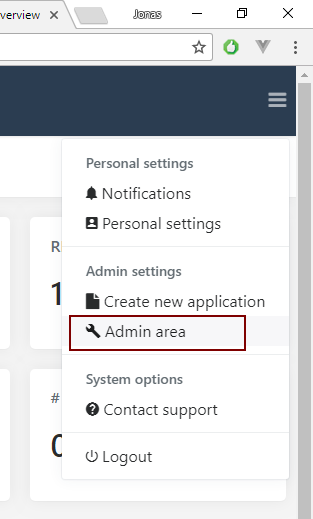 verview
Jonas
Personal settings
Notifications
Personal settings
R
Admin settings
1
Create new application
Admin area
System options
#
Contact support
0
Logout